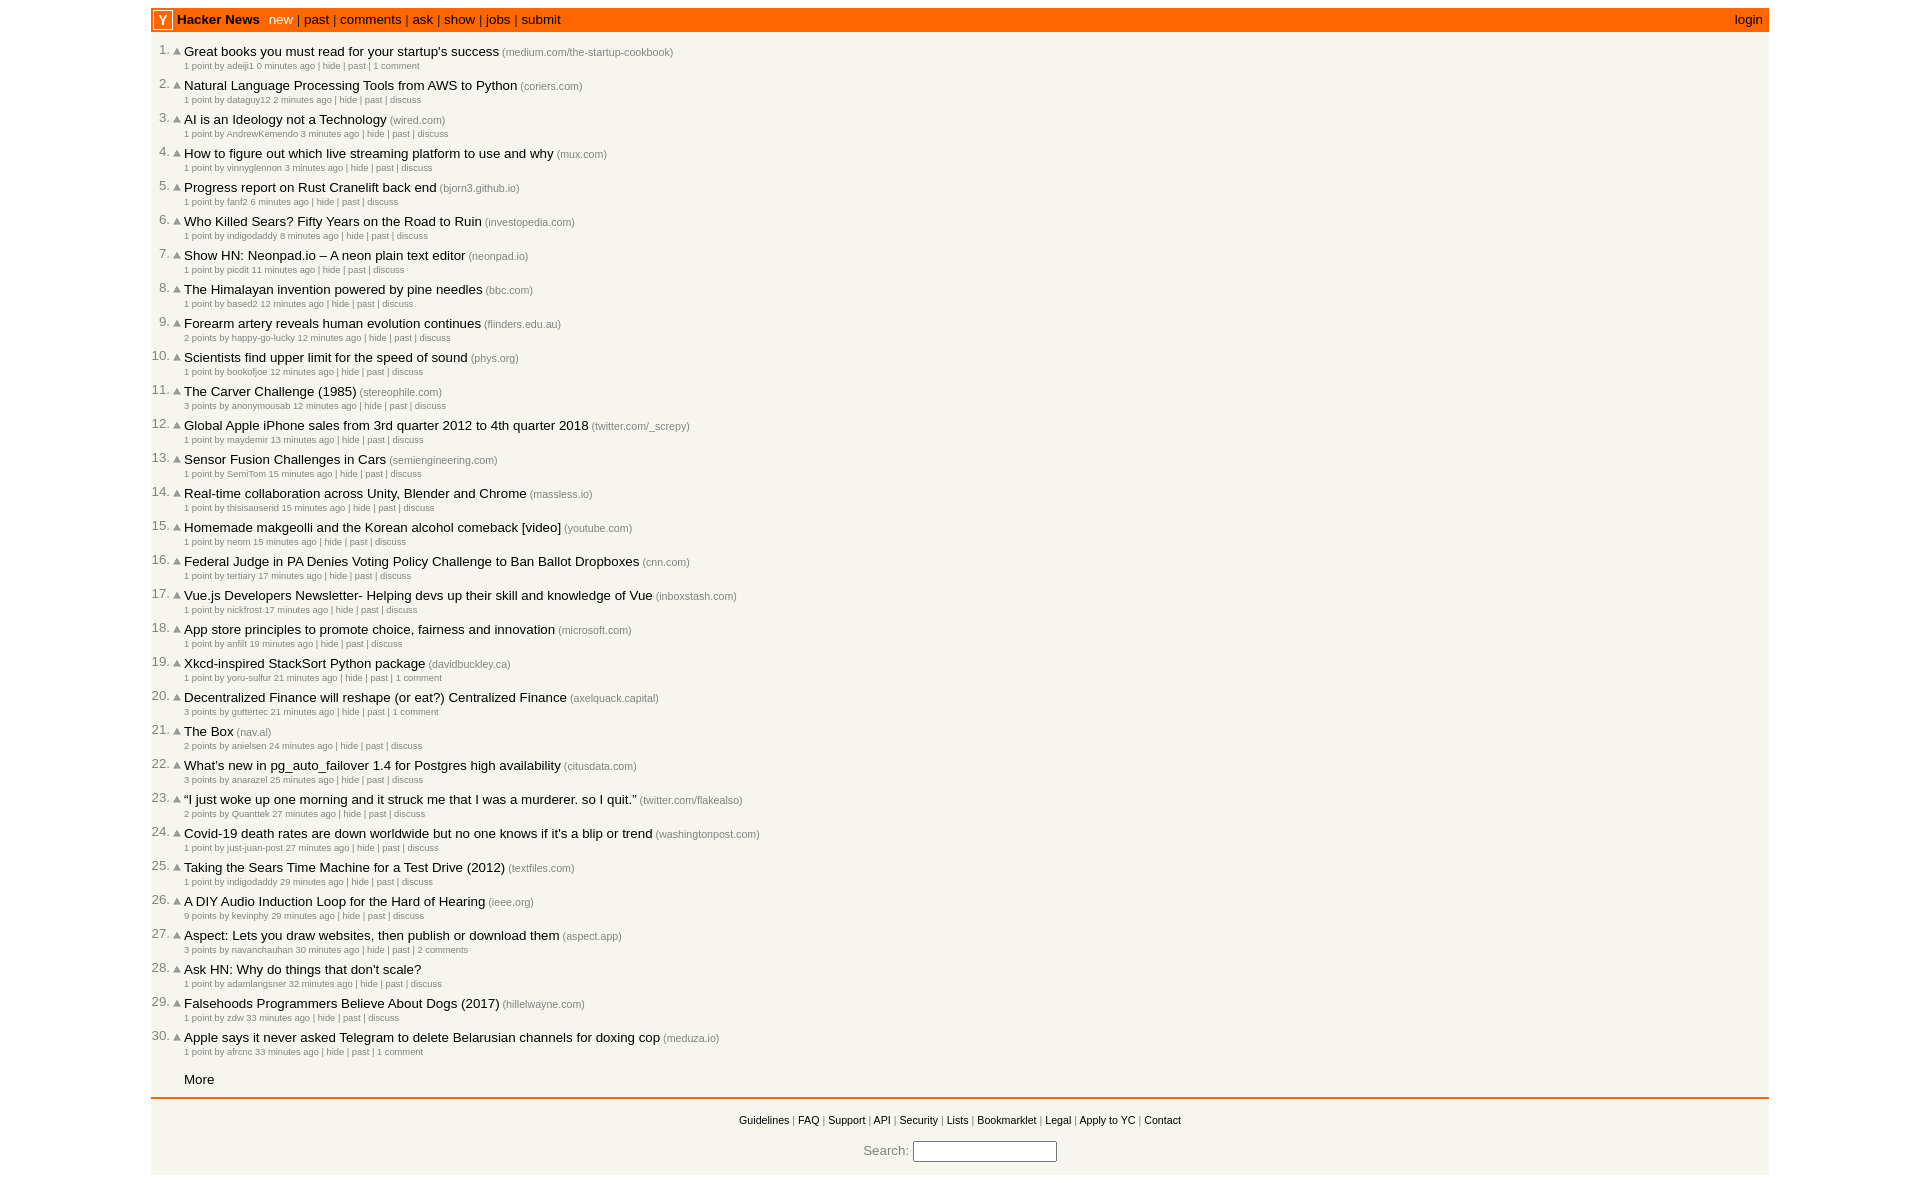 Y Hacker News new | past | comments | ask | show | jobs | submit login
1. Great books you must read for your startup's success (medium.com/the-startup-cookbook)
1 point by adeiji1 0 minutes ago | hide | past | 1 comment
2. Natural Language Processing Tools from AWS to Python (coriers.com)
1 point by dataguy12 2 minutes ago | hide | past | discuss
3. AI is an Ideology not a Technology (wired.com)
1 point by AndrewKemendo 3 minutes ago | hide | past | discuss
4. How to figure out which live streaming platform to use and why (mux.com)
1 point by vinnyglennon 3 minutes ago | hide | past | discuss
5. Progress report on Rust Cranelift back end (bjorn3.github.io)
1 point by fanf2 6 minutes ago | hide | past | discuss
6. Who Killed Sears? Fifty Years on the Road to Ruin (investopedia.com)
1 point by indigodaddy 8 minutes ago | hide | past | discuss
7. Show HN: Neonpad.io – A neon plain text editor (neonpad.io)
1 point by picdit 11 minutes ago | hide | past | discuss
8. The Himalayan invention powered by pine needles (bbc.com)
1 point by based2 12 minutes ago | hide | past | discuss
9. Forearm artery reveals human evolution continues (flinders.edu.au)
2 points by happy-go-lucky 12 minutes ago | hide | past | discuss
10. Scientists find upper limit for the speed of sound (phys.org)
1 point by bookofjoe 12 minutes ago | hide | past | discuss
11. The Carver Challenge (1985) (stereophile.com)
3 points by anonymousab 12 minutes ago | hide | past | discuss
12. Global Apple iPhone sales from 3rd quarter 2012 to 4th quarter 2018 (twitter.com/_screpy)
1 point by maydemir 13 minutes ago | hide | past | discuss
13. Sensor Fusion Challenges in Cars (semiengineering.com)
1 point by SemiTom 15 minutes ago | hide | past | discuss
14. Real-time collaboration across Unity, Blender and Chrome (massless.io)
1 point by thisisauserid 15 minutes ago | hide | past | discuss
15. Homemade makgeolli and the Korean alcohol comeback [video] (youtube.com)
1 point by neom 15 minutes ago | hide | past | discuss
16. Federal Judge in PA Denies Voting Policy Challenge to Ban Ballot Dropboxes (cnn.com)
1 point by tertiary 17 minutes ago | hide | past | discuss
17. Vue.js Developers Newsletter- Helping devs up their skill and knowledge of Vue (inboxstash.com)
1 point by nickfrost 17 minutes ago | hide | past | discuss
18. App store principles to promote choice, fairness and innovation (microsoft.com)
1 point by anfilt 19 minutes ago | hide | past | discuss
19. Xkcd-inspired StackSort Python package (davidbuckley.ca)
1 point by yoru-sulfur 21 minutes ago | hide | past | 1 comment
20. Decentralized Finance will reshape (or eat?) Centralized Finance (axelquack.capital)
3 points by guttertec 21 minutes ago | hide | past | 1 comment
21. The Box (nav.al)
2 points by anielsen 24 minutes ago | hide | past | discuss
22. What’s new in pg_auto_failover 1.4 for Postgres high availability (citusdata.com)
3 points by anarazel 25 minutes ago | hide | past | discuss
23. “I just woke up one morning and it struck me that I was a murderer. so I quit.” (twitter.com/flakealso)
2 points by Quanttek 27 minutes ago | hide | past | discuss
24. Covid-19 death rates are down worldwide but no one knows if it's a blip or trend (washingtonpost.com)
1 point by just-juan-post 27 minutes ago | hide | past | discuss
25. Taking the Sears Time Machine for a Test Drive (2012) (textfiles.com)
1 point by indigodaddy 29 minutes ago | hide | past | discuss
26. A DIY Audio Induction Loop for the Hard of Hearing (ieee.org)
9 points by kevinphy 29 minutes ago | hide | past | discuss
27. Aspect: Lets you draw websites, then publish or download them (aspect.app)
3 points by navanchauhan 30 minutes ago | hide | past | 2 comments
28. Ask HN: Why do things that don't scale?
1 point by adamlangsner 32 minutes ago | hide | past | discuss
29. Falsehoods Programmers Believe About Dogs (2017) (hillelwayne.com)
1 point by zdw 33 minutes ago | hide | past | discuss
30. Apple says it never asked Telegram to delete Belarusian channels for doxing cop (meduza.io)
1 point by afrcnc 33 minutes ago | hide | past | 1 comment
More
Guidelines | FAQ | Support | API | Security | Lists | Bookmarklet | Legal | Apply to YC | Contact
Search: